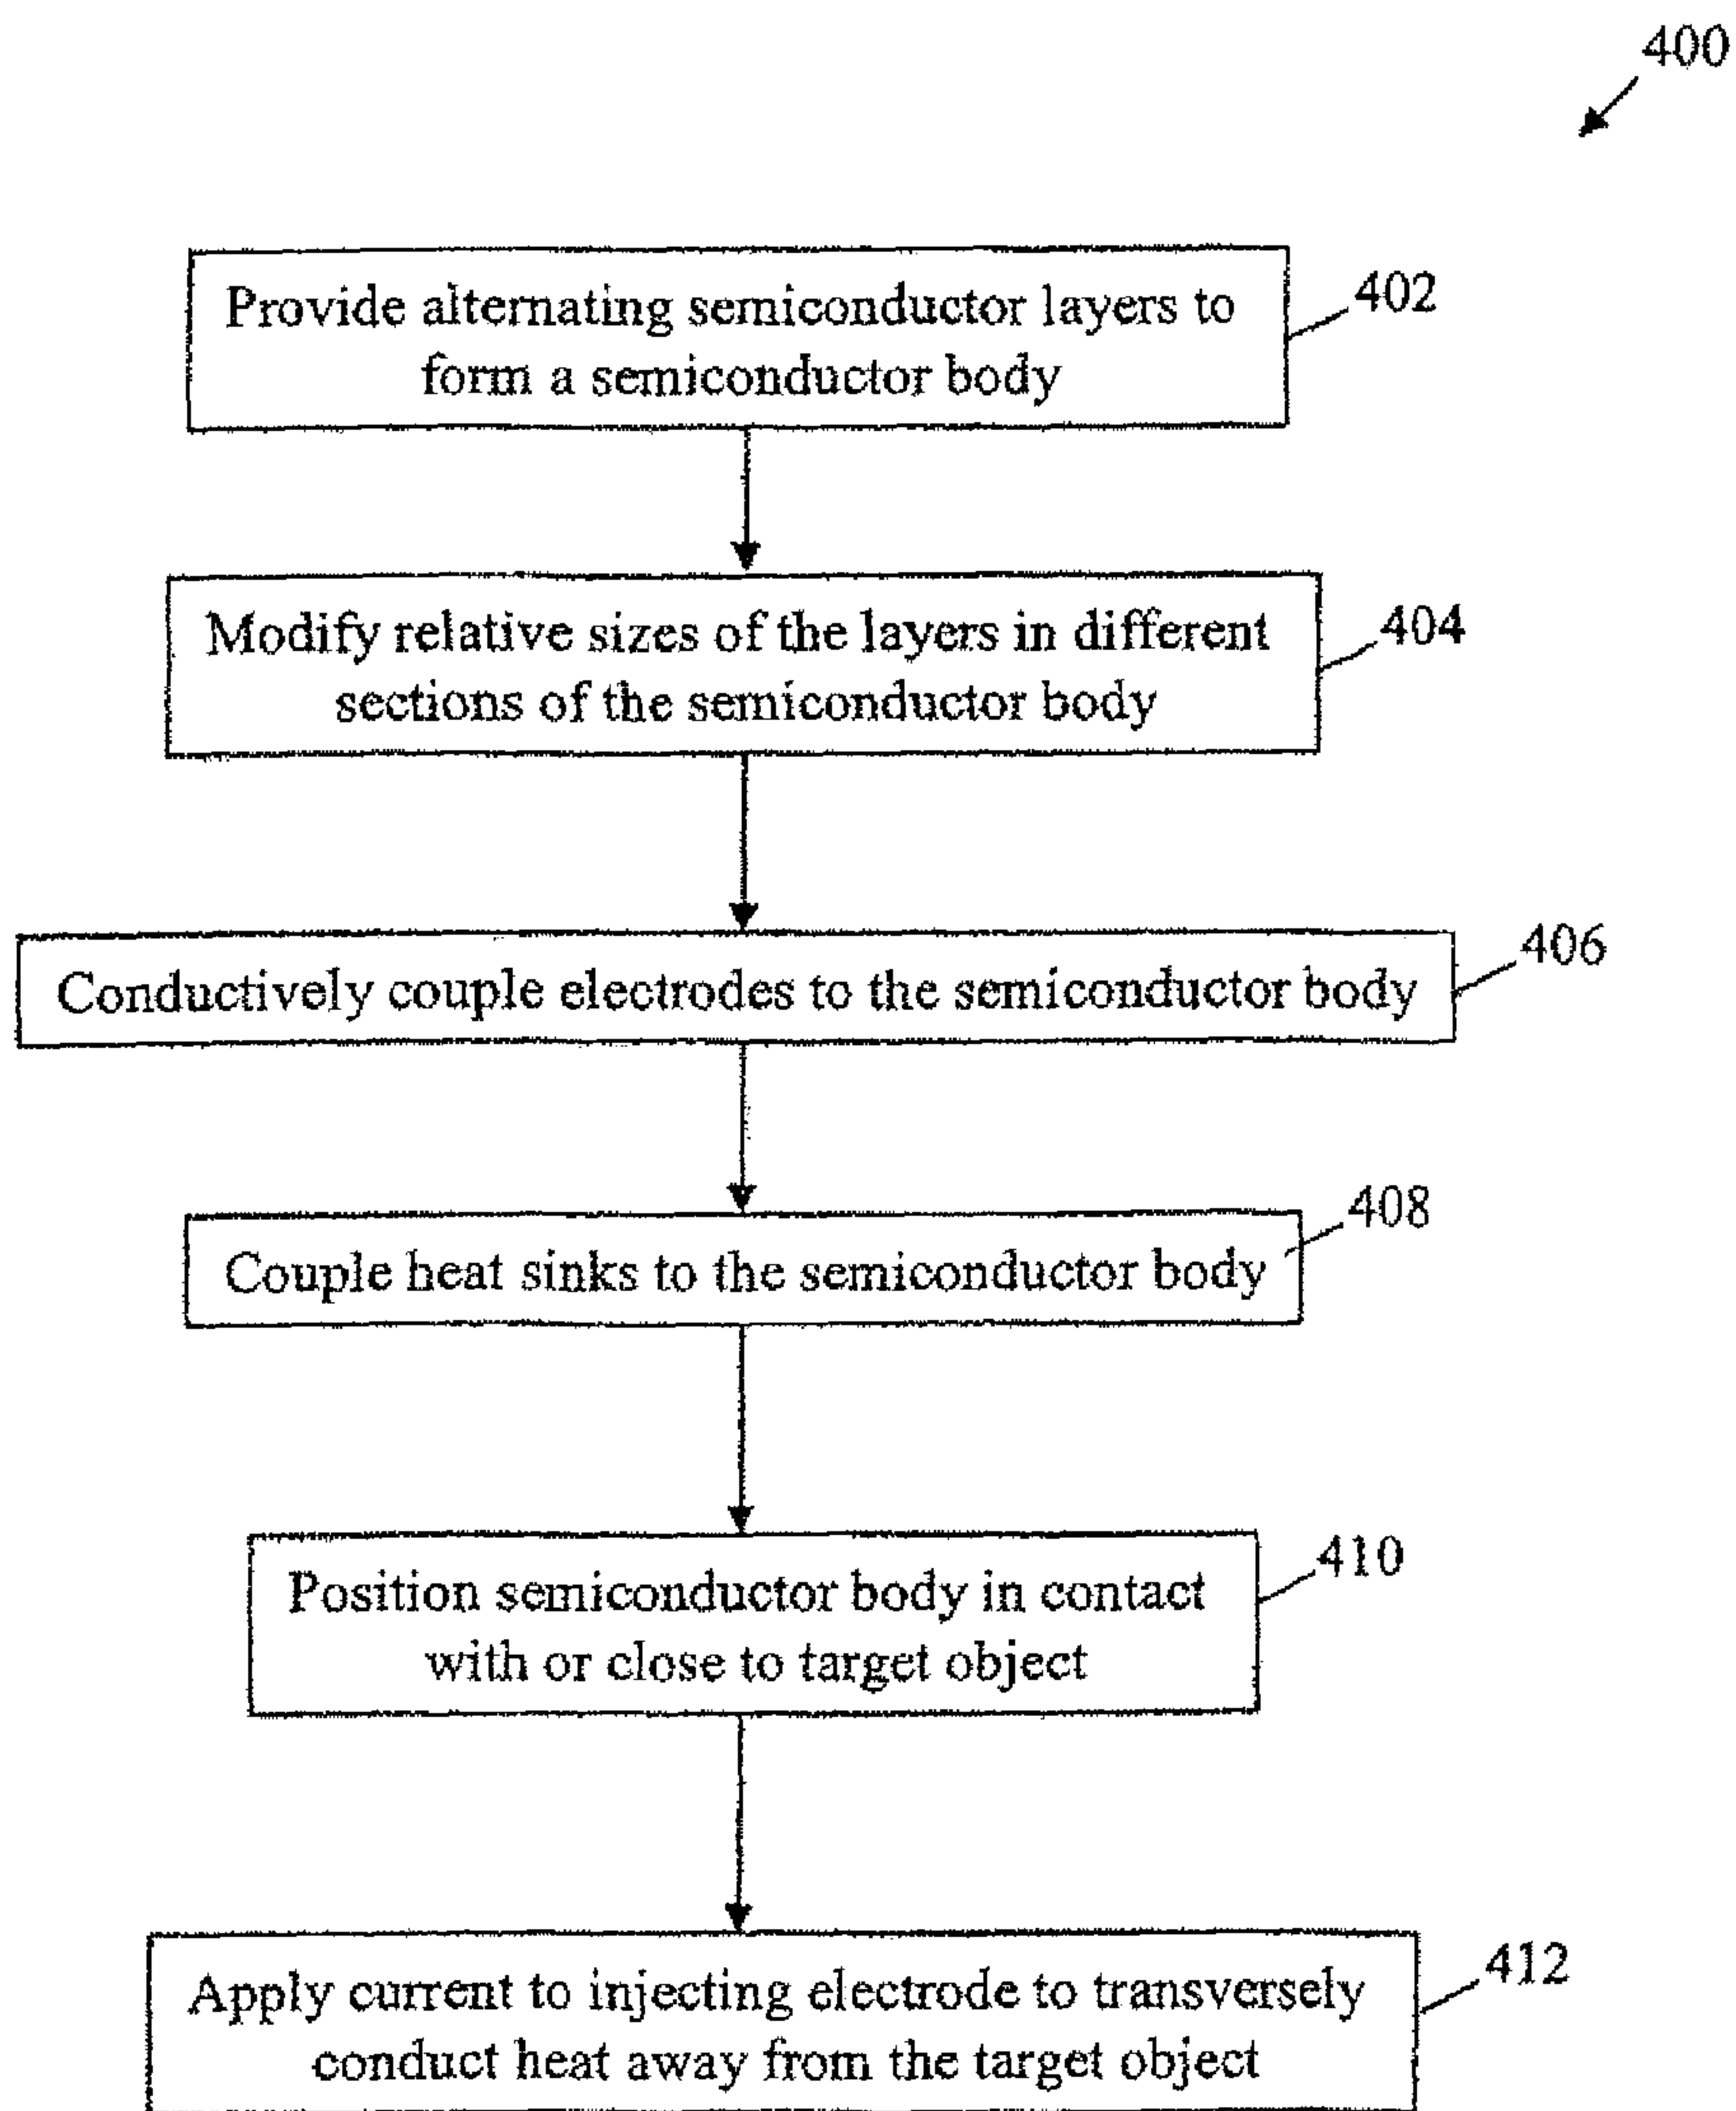 400
Provide alternating semiconductor layers to
form a semiconductor body
402
Modify relative sizes of the layers in different
sections of the semiconductor body
404
Conductively couple electrodes to the semiconductor body
406
Couple heat sinks to the semiconductor body
408
Position semiconductor body in contact
with or close to target object
410
Apply current to injecting electrode to transversely
conduct heat away from the target object
412